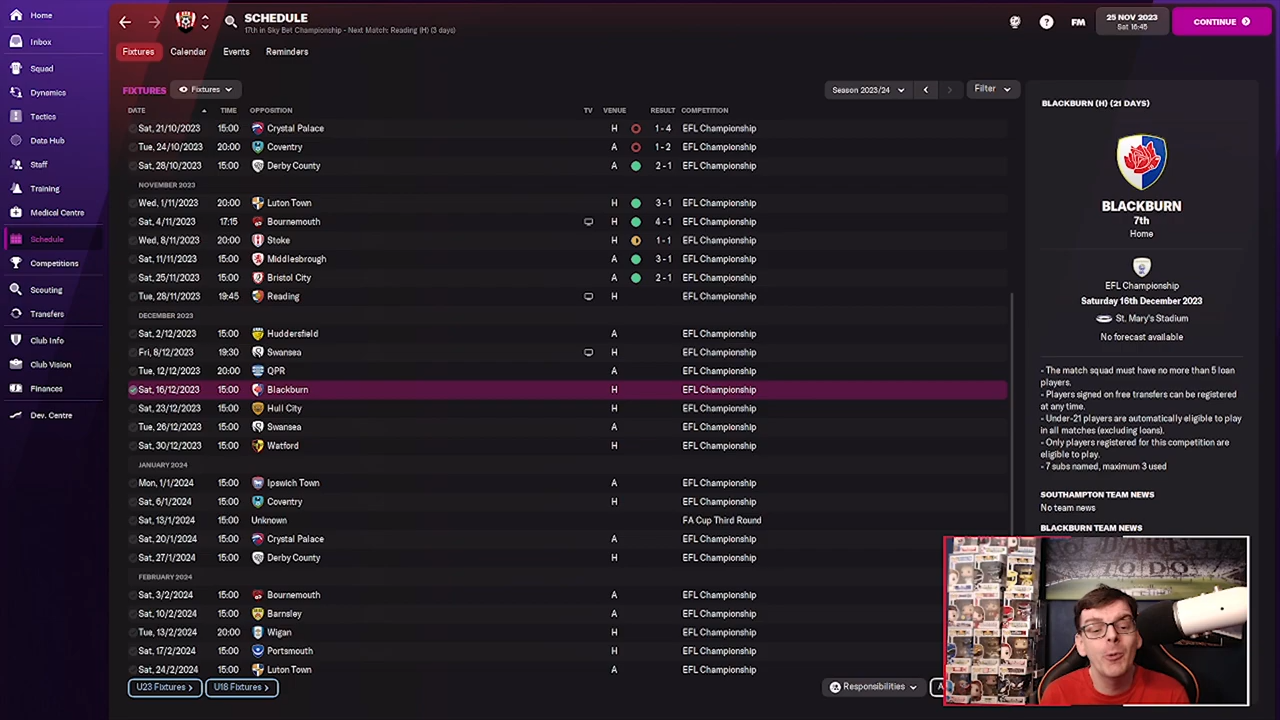 Home
Inbox
Squad
Dynamics
Tactics
Data Hub
Staff
Training
Medical Centre
Schedule
Competitions
Scouting
Transfers
Club Info
Club Vision
Finances
Dev. Centre
SCHEDULE
17th in Sky Bet Championship - Next Match: Reading (H) (3 days)
? FM
25 NOV 2023
Sat 16:45
CONTINUE
Fixtures Calendar Events Reminders
FIXTURES Fixtures Season 2023/24 Filter
DATE TIME OPPOSITION TV VENUE RESULT COMPETITION
Sat, 21/10/2023 15:00 Crystal Palace H 1 - 4 EFL Championship
Tue, 24/10/2023 20:00 Coventry A 1 - 2 EFL Championship
Sat, 28/10/2023 15:00 Derby County A 2 - 1 EFL Championship
NOVEMBER 2023
Wed, 1/11/2023 20:00 Luton Town H 3 - 1 EFL Championship
Sat, 4/11/2023 17:15 Bournemouth H 4 - 1 EFL Championship
Wed, 8/11/2023 20:00 Stoke H 1 - 1 EFL Championship
Sat, 11/11/2023 15:00 Middlesbrough A 3 - 1 EFL Championship
Sat, 25/11/2023 15:00 Bristol City A 2 - 1 EFL Championship
Tue, 28/11/2023 19:45 Reading H EFL Championship
DECEMBER 2023
Sat, 2/12/2023 15:00 Huddersfield A EFL Championship
Fri, 8/12/2023 19:30 Swansea H EFL Championship
Tue, 12/12/2023 20:00 QPR A EFL Championship
Sat, 16/12/2023 15:00 Blackburn H EFL Championship
Sat, 23/12/2023 15:00 Hull City H EFL Championship
Tue, 26/12/2023 15:00 Swansea A EFL Championship
Sat, 30/12/2023 15:00 Watford H EFL Championship
JANUARY 2024
Mon, 1/1/2024 15:00 Ipswich Town A EFL Championship
Sat, 6/1/2024 15:00 Coventry H EFL Championship
Sat, 13/1/2024 15:00 Unknown FA Cup Third Round
Sat, 20/1/2024 15:00 Crystal Palace A EFL Championship
Sat, 27/1/2024 15:00 Derby County H EFL Championship
FEBRUARY 2024
Sat, 3/2/2024 15:00 Bournemouth A EFL Championship
Sat, 10/2/2024 15:00 Barnsley A EFL Championship
Tue, 13/2/2024 20:00 Wigan H EFL Championship
Sat, 17/2/2024 15:00 Portsmouth H EFL Championship
Sat, 24/2/2024 15:00 Luton Town A EFL Championship
U23 Fixtures > U18 Fixtures > Responsibilities
BLACKBURN (H) (21 DAYS)
BLACKBURN
7th
Home
EFL Championship
Saturday 16th December 2023
St. Mary's Stadium
No forecast available
- The match squad must have no more than 5 loan
players.
- Players signed on free transfers can be registered
at any time.
- Under-21 players are automatically eligible to play
in all matches (excluding loans).
- Only players registered for this competition are
eligible to play.
- 7 subs named, maximum 3 used
SOUTHAMPTON TEAM NEWS
No team news
BLACKBURN TEAM NEWS